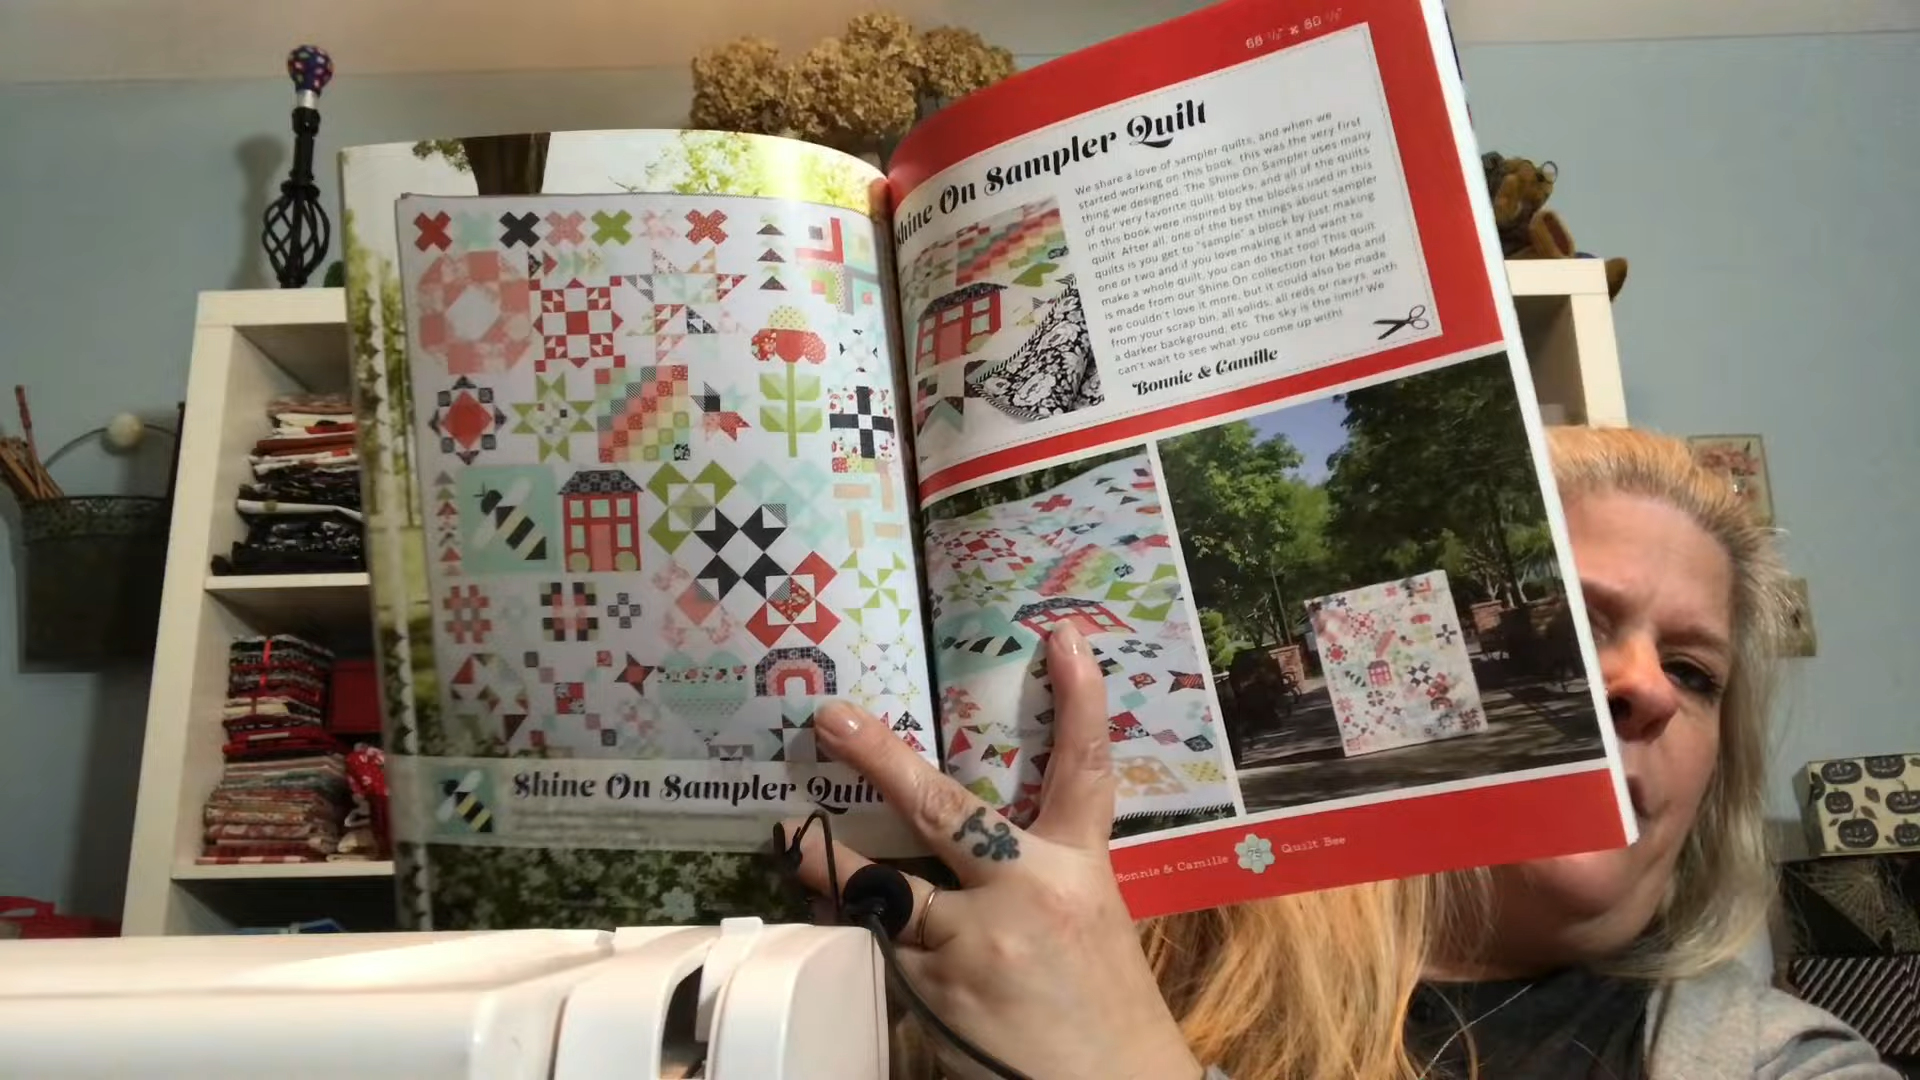 Shine On Sampler Quilt
68 ½" x 80 ½"
Shine On Sampler Quilt
We share a love of sampler quilts, and when we
started working on this book, this was the very first
thing we designed. The Shine On Sampler uses many
of our very favorite quilt blocks, and all of the quilts
in this book were inspired by the blocks used in this
quilt. After all, one of the best things about sampler
quilts is you get to "sample" a block by just making
one or two and if you love making it and want to
make a whole quilt, you can do that too! This quilt
is made from our Shine On collection for Moda and
we couldn't love it more, but it could also be made
from your scrap bin, all solids, all reds or navys, with
a darker background, etc. The sky is the limit! We
can't wait to see what you come up with!
Bonnie & Camille
Bonnie & Camille Quilt Bee